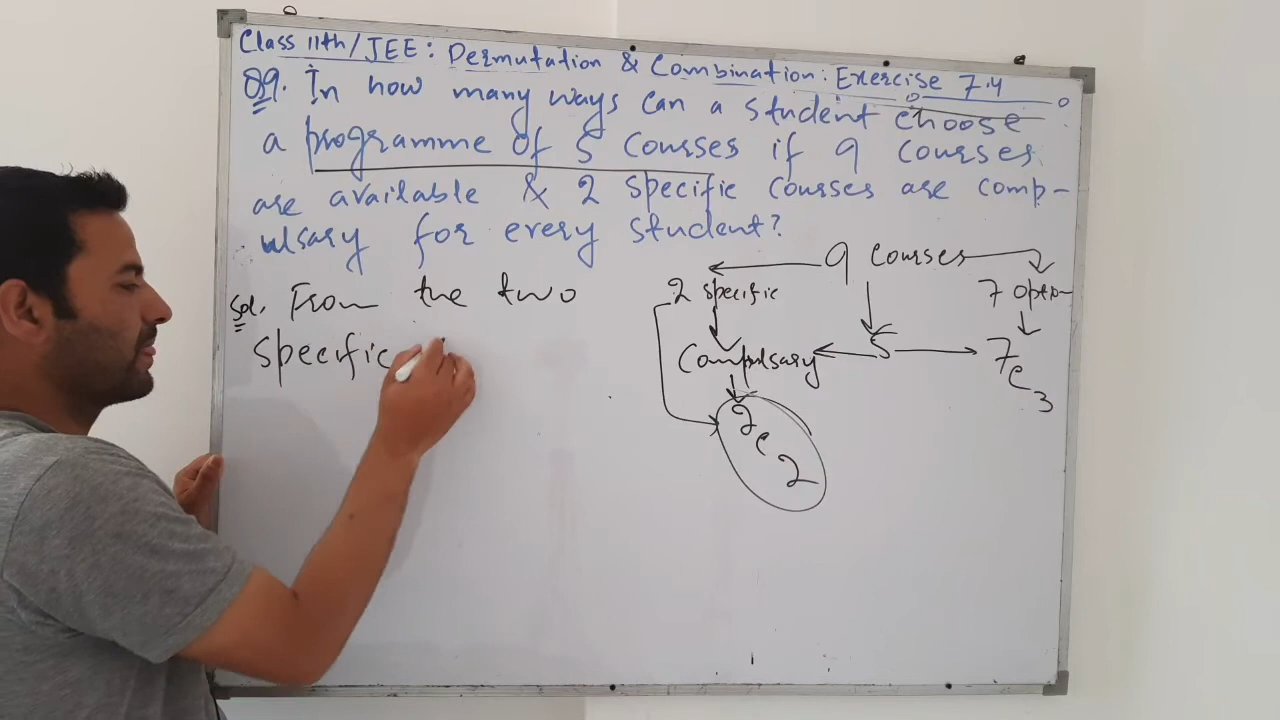 Class 11th/JEE: Permutation & Combination: Exercise 7.4
Q9. In how many ways can a student choose
a programme of 5 courses if 9 courses
are available & 2 specific courses are comp-
ulsary for every student?
9 courses
2 specific
7 option
Compulsary
5
7c3
2c2
Sol. From the two
specific